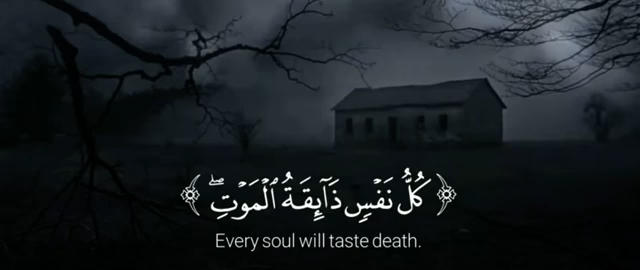 ﴿ كُلُّ نَفْسٍ ذَآئِقَةُ ٱلْمَوْتِ ۖ ﴾
Every soul will taste death.